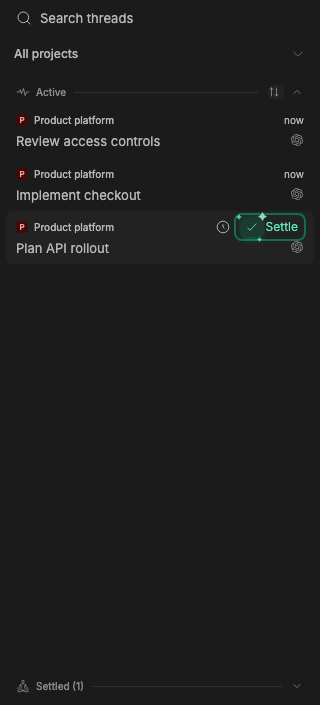 Search threads
All projects
Active
P Product platform now
Review access controls
P Product platform now
Implement checkout
P Product platform Settle
Plan API rollout
Settled (1)